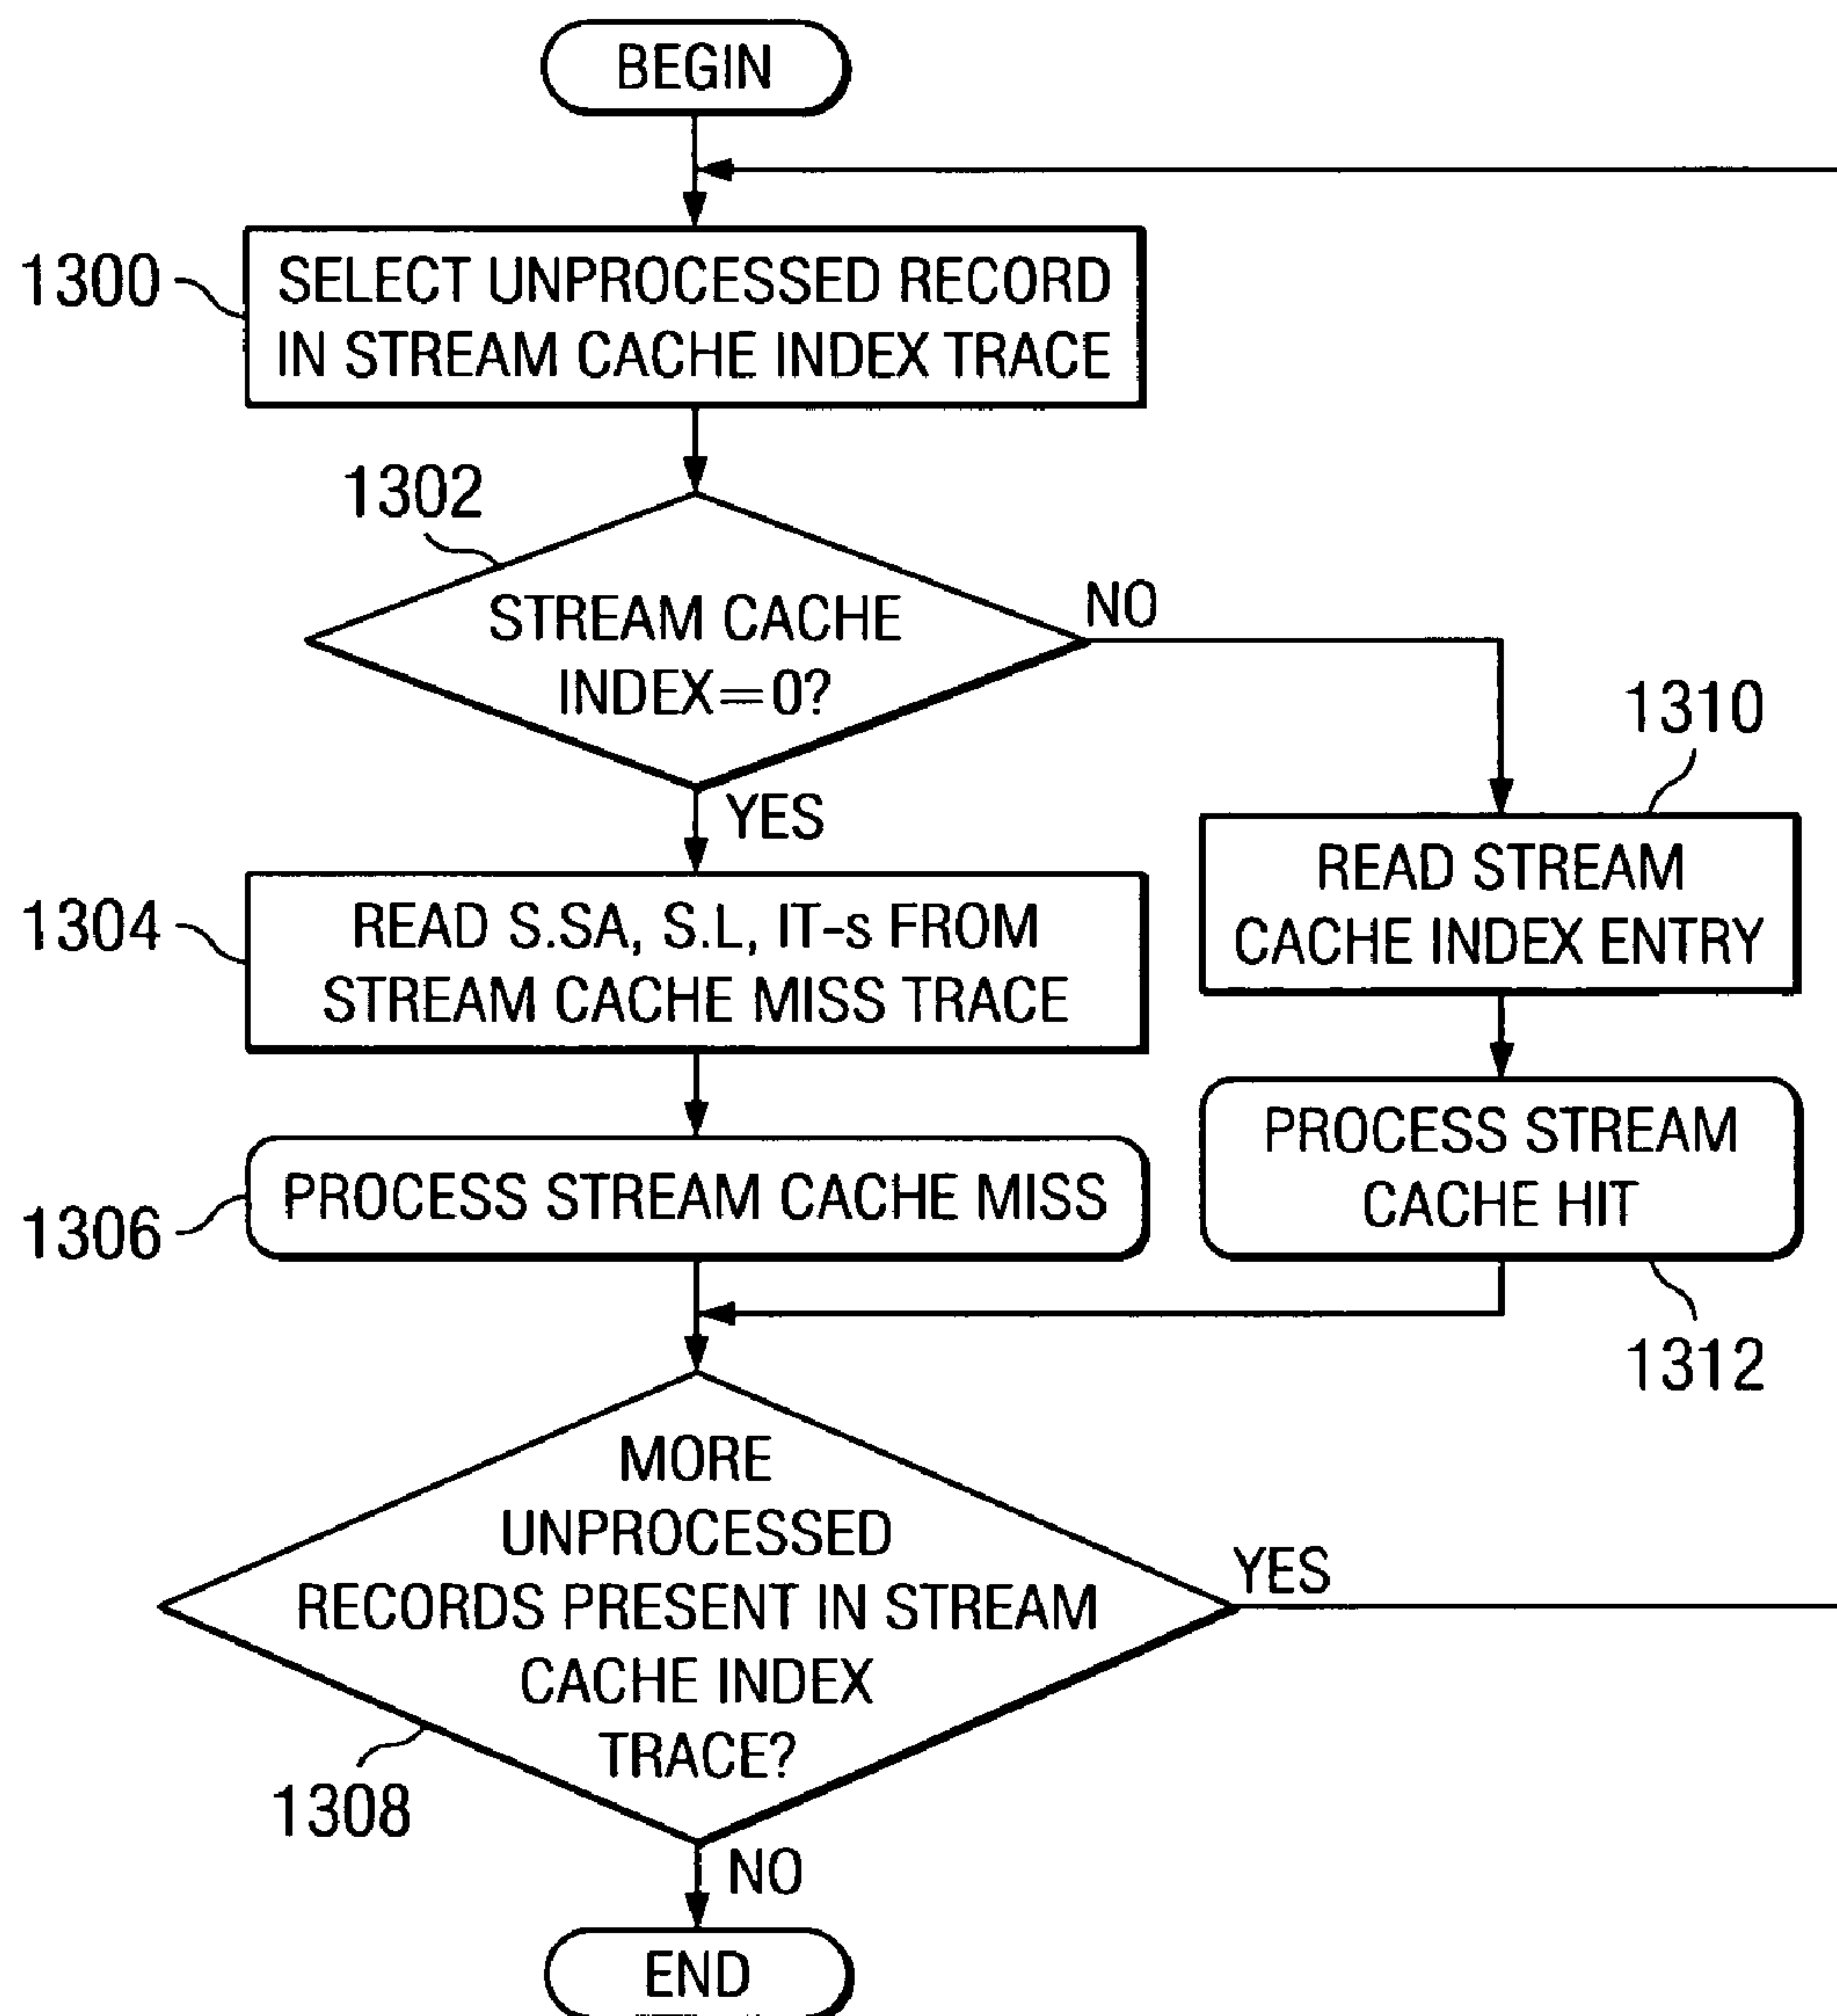 BEGIN
1300
SELECT UNPROCESSED RECORD
IN STREAM CACHE INDEX TRACE
1302
STREAM CACHE
INDEX=0?
NO
YES
1310
READ STREAM
CACHE INDEX ENTRY
1304
READ S.SA, S.L, IT-s FROM
STREAM CACHE MISS TRACE
1306
PROCESS STREAM CACHE MISS
PROCESS STREAM
CACHE HIT
1312
MORE
UNPROCESSED
RECORDS PRESENT IN STREAM
CACHE INDEX
TRACE?
YES
1308
NO
END